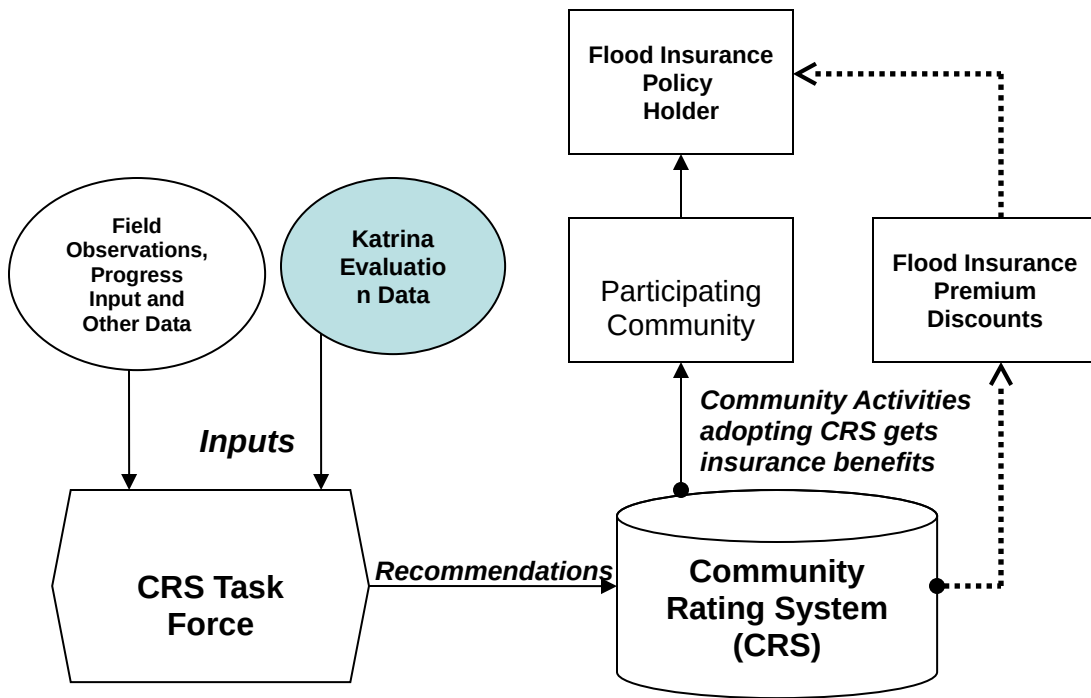 Flood Insurance
Policy
Holder
Field
Observations,
Progress
Input and
Other Data
Katrina
Evaluatio
n Data
Participating
Community
Flood Insurance
Premium
Discounts
Inputs
Community Activities
adopting CRS gets
insurance benefits
CRS Task
Force
Recommendations
Community
Rating System
(CRS)